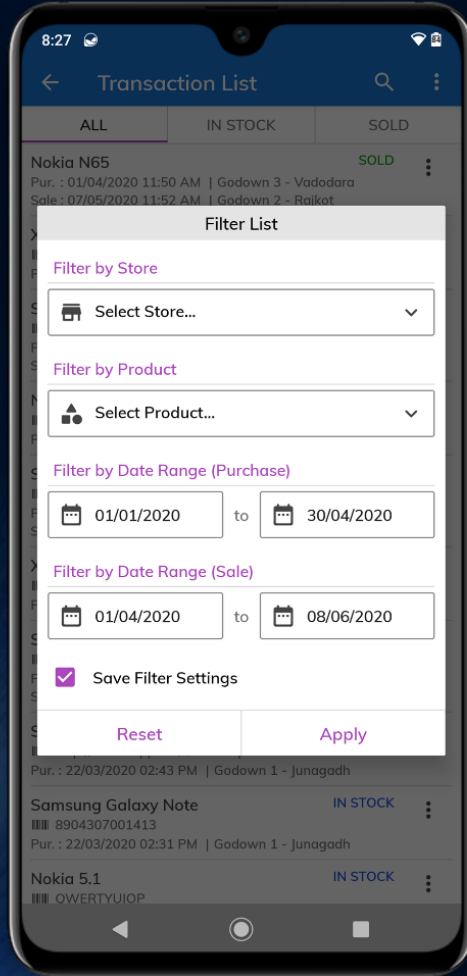 8:27
84
Transaction List
ALL IN STOCK SOLD
Nokia N65 SOLD
Pur. : 01/04/2020 11:50 AM | Godown 3 - Vadodara
Sale : 07/05/2020 11:52 AM | Godown 2 - Rajkot
Filter List
Filter by Store
Select Store...
Filter by Product
Select Product...
Filter by Date Range (Purchase)
01/01/2020 to 30/04/2020
Filter by Date Range (Sale)
01/04/2020 to 08/06/2020
Save Filter Settings
Reset Apply
Pur. : 22/03/2020 02:43 PM | Godown 1 - Junagadh
Samsung Galaxy Note IN STOCK
8904307001413
Pur. : 22/03/2020 02:31 PM | Godown 1 - Junagadh
Nokia 5.1 IN STOCK
QWERTYUIOP